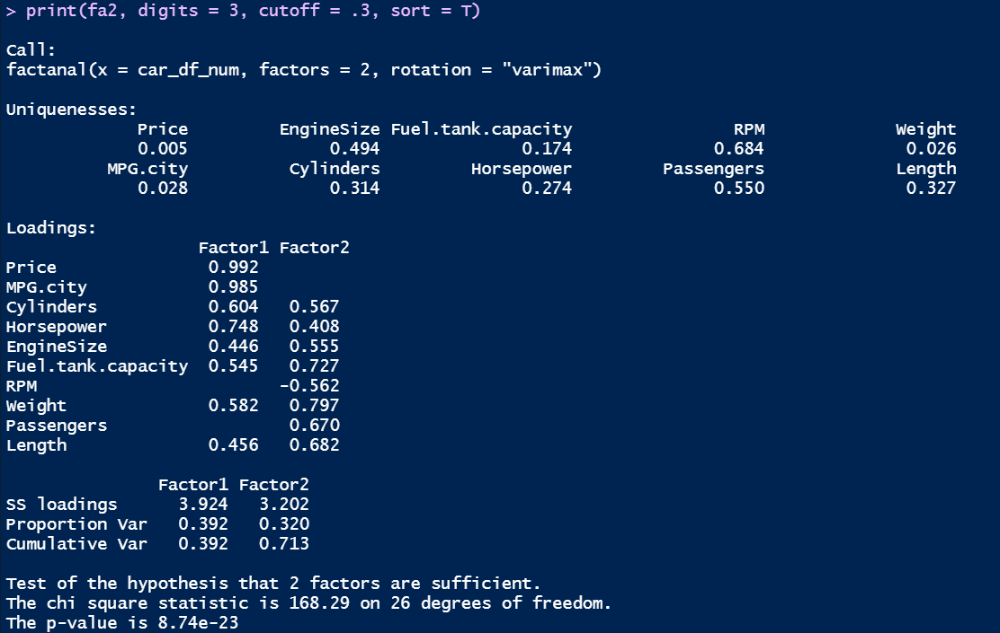 > print(fa2, digits = 3, cutoff = .3, sort = T)
Call:
factanal(x = car_df_num, factors = 2, rotation = "varimax")
Uniquenesses:
Price EngineSize Fuel.tank.capacity RPM Weight
0.005 0.494 0.174 0.684 0.026
MPG.city Cylinders Horsepower Passengers Length
0.028 0.314 0.274 0.550 0.327
Loadings:
Factor1 Factor2
Price 0.992
MPG.city 0.985
Cylinders 0.604 0.567
Horsepower 0.748 0.408
EngineSize 0.446 0.555
Fuel.tank.capacity 0.545 0.727
RPM -0.562
Weight 0.582 0.797
Passengers 0.670
Length 0.456 0.682
Factor1 Factor2
SS loadings 3.924 3.202
Proportion Var 0.392 0.320
Cumulative Var 0.392 0.713
Test of the hypothesis that 2 factors are sufficient.
The chi square statistic is 168.29 on 26 degrees of freedom.
The p-value is 8.74e-23